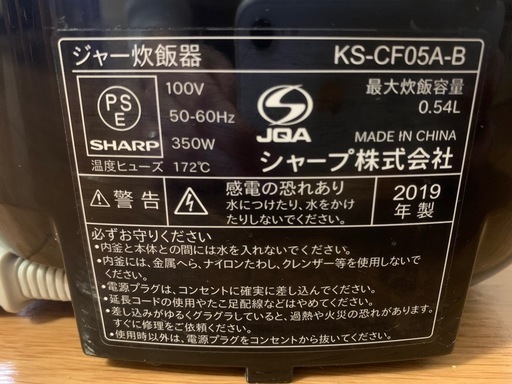 ジャー炊飯器 KS-CF05A-B
PSE 100V 最大炊飯容量
50-60Hz 0.54L
SHARP 350W JQA MADE IN CHINA
温度ヒューズ 172℃ シャープ株式会社
警告 感電の恐れあり 2019
水につけたり、水をかけ 年製
たりしないでください。
必ずお守りください
・内釜と本体との間には水を入れないでください。
・内釜には、金属へら、ナイロンたわし、クレンザー等を使用しない
でください。
・電源プラグは、コンセントに確実に差し込んでください。
・延長コードの使用やたこ足配線などはやめてください。
・差し込みがゆるくグラグラしていると、過熱や火災の恐れがあります。
すぐに修理をご依頼ください。
・使用時以外は、電源プラグをコンセントから抜いてください。